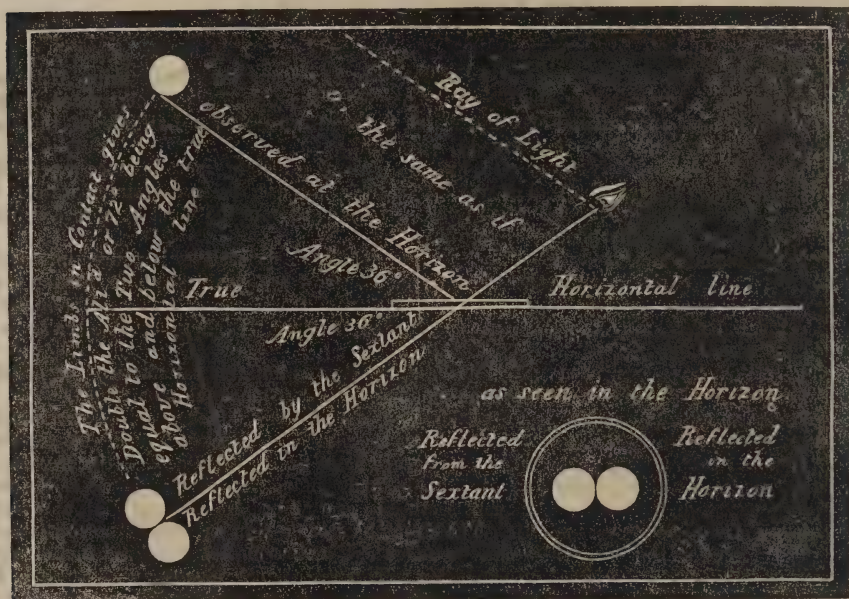 Ray of Light
or the same as if
observed at the Horizon
Angle 36°
The Limbs in Contact gives
Double the Alt'd or 72° being
Equal to the Two Angles
equal and below the true
above Horizontal line
True
Horizontal line
Angle 36°
Reflected by the Sextant
Reflected in the Horizon
as seen in the Horizon
Reflected
from the
Sextant
Reflected
in the
Horizon